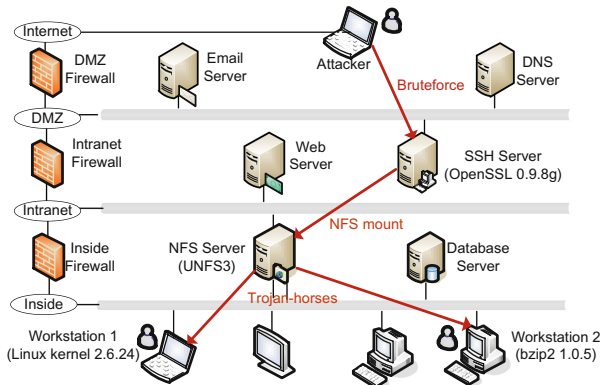 Internet
DMZ
Firewall
Email
Server
Attacker
DNS
Server
Bruteforce
DMZ
Intranet
Firewall
Web
Server
SSH Server
(OpenSSL 0.9.8g)
Intranet
NFS mount
Inside
Firewall
NFS Server
(UNFS3)
Database
Server
Trojan-horses
Inside
Workstation 1
(Linux kernel 2.6.24)
Workstation 2
(bzip2 1.0.5)